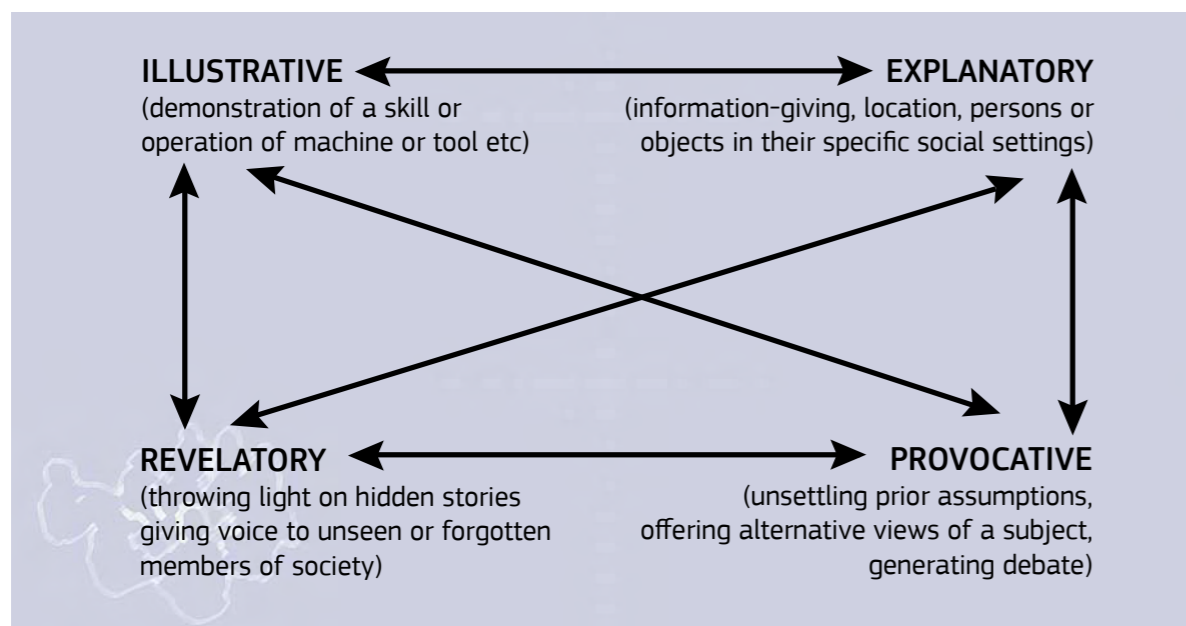 ILLUSTRATIVE
(demonstration of a skill or
operation of machine or tool etc)
EXPLANATORY
(information-giving, location, persons or
objects in their specific social settings)
REVELATORY
(throwing light on hidden stories
giving voice to unseen or forgotten
members of society)
PROVOCATIVE
(unsettling prior assumptions,
offering alternative views of a subject,
generating debate)